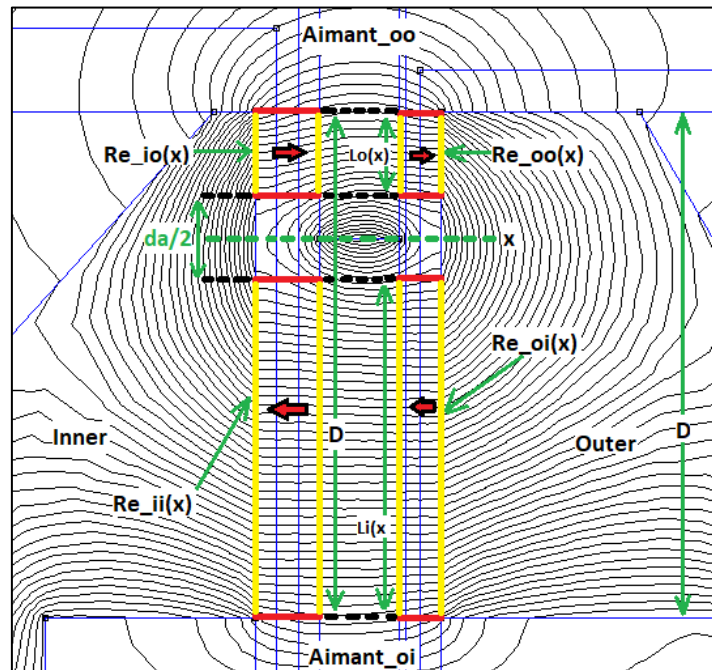 Aimant_oo
Re_io(x)
Lo(x)
Re_oo(x)
da/2
x
Re_oi(x)
Inner
D
Outer
D
Re_ii(x)
Li(x
Aimant_oi